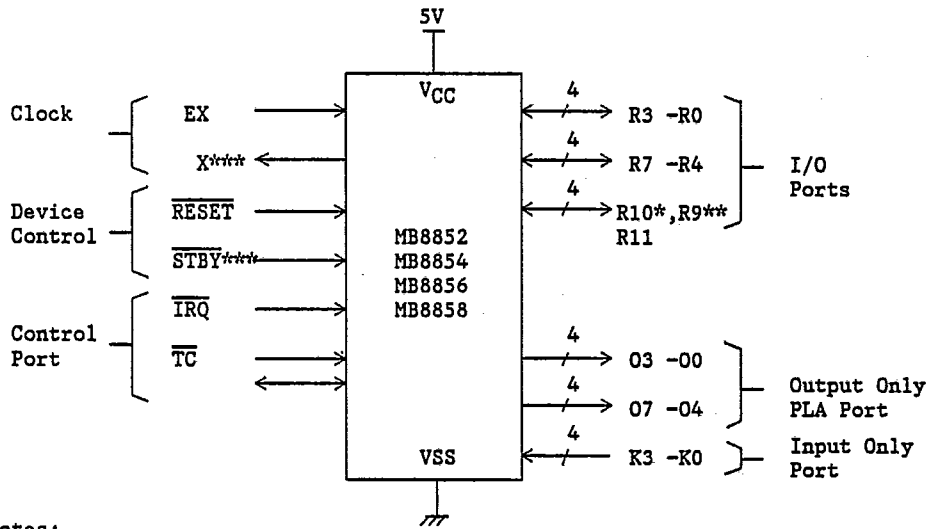 5V
VCC
Clock
EX
X***
Device
Control
RESET
STBY***
Control
Port
IRQ
TC
MB8852
MB8854
MB8856
MB8858
VSS
4
R3 -R0
4
R7 -R4
4
R10*,R9**
R11
I/O
Ports
4
O3 -O0
4
O7 -O4
Output Only
PLA Port
4
K3 -K0
Input Only
Port